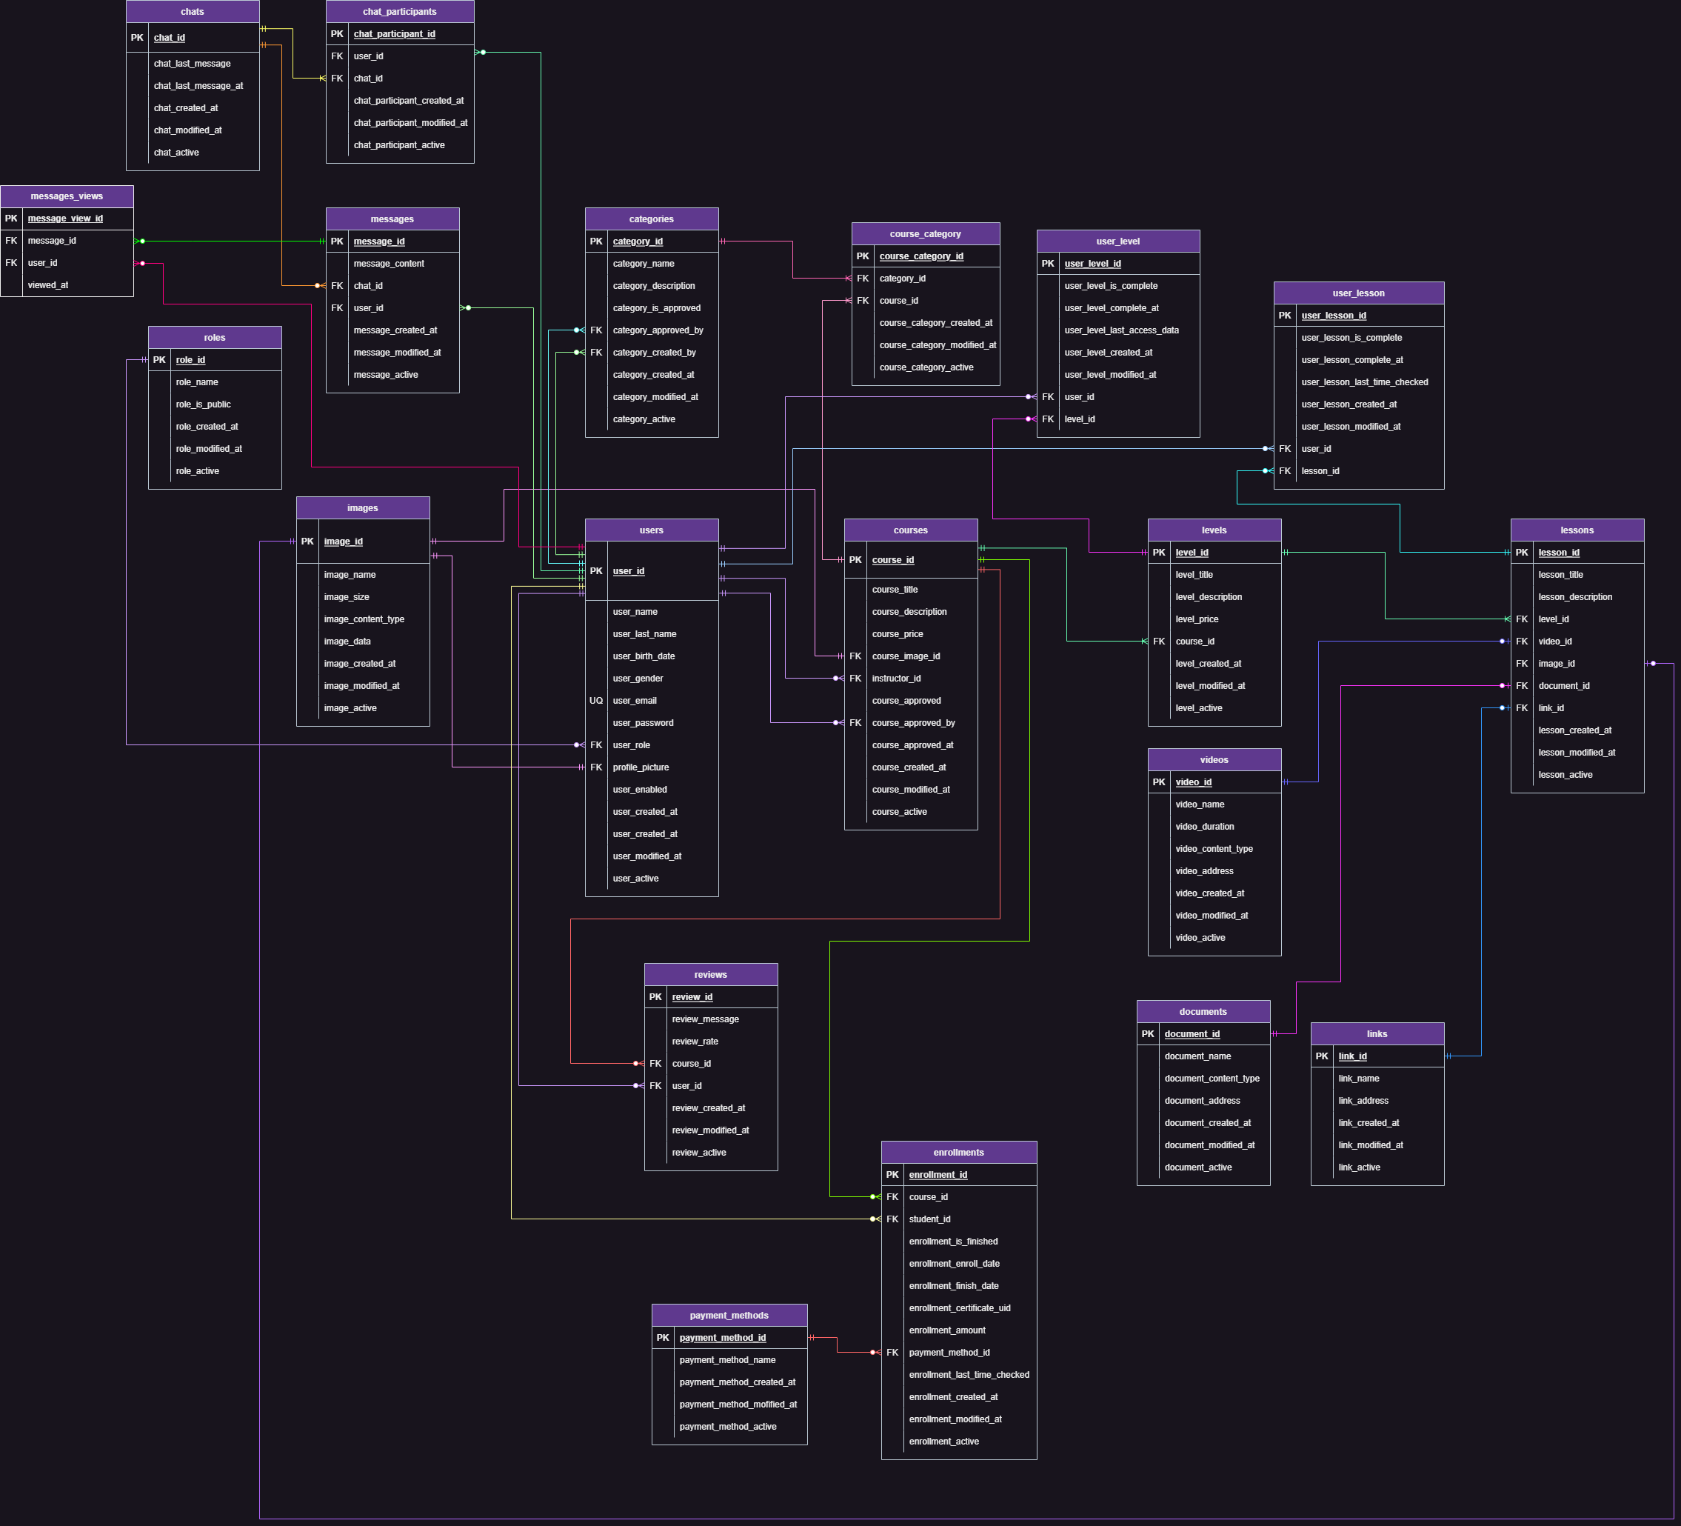 chats
PK chat_id
chat_last_message
chat_last_message_at
chat_created_at
chat_modified_at
chat_active
chat_participants
PK chat_participant_id
FK user_id
FK chat_id
chat_participant_created_at
chat_participant_modified_at
chat_participant_active
messages_views
PK message_view_id
FK message_id
FK user_id
viewed_at
messages
PK message_id
message_content
FK chat_id
FK user_id
message_created_at
message_modified_at
message_active
categories
PK category_id
category_name
category_description
category_is_approved
FK category_approved_by
FK category_created_by
category_created_at
category_modified_at
category_active
course_category
PK course_category_id
FK category_id
FK course_id
course_category_created_at
course_category_modified_at
course_category_active
user_level
PK user_level_id
user_level_is_complete
user_level_complete_at
user_level_last_access_data
user_level_created_at
user_level_modified_at
FK user_id
FK level_id
user_lesson
PK user_lesson_id
user_lesson_is_complete
user_lesson_complete_at
user_lesson_last_time_checked
user_lesson_created_at
user_lesson_modified_at
FK user_id
FK lesson_id
roles
PK role_id
role_name
role_is_public
role_created_at
role_modified_at
role_active
images
PK image_id
image_name
image_size
image_content_type
image_data
image_created_at
image_modified_at
image_active
users
PK user_id
user_name
user_last_name
user_birth_date
user_gender
UQ user_email
user_password
FK user_role
FK profile_picture
user_enabled
user_created_at
user_created_at
user_modified_at
user_active
courses
PK course_id
course_title
course_description
course_price
FK course_image_id
FK instructor_id
course_approved
FK course_approved_by
course_approved_at
course_created_at
course_modified_at
course_active
levels
PK level_id
level_title
level_description
level_price
FK course_id
level_created_at
level_modified_at
level_active
lessons
PK lesson_id
lesson_title
lesson_description
FK level_id
FK video_id
FK image_id
FK document_id
FK link_id
lesson_created_at
lesson_modified_at
lesson_active
videos
PK video_id
video_name
video_duration
video_content_type
video_address
video_created_at
video_modified_at
video_active
reviews
PK review_id
review_message
review_rate
FK course_id
FK user_id
review_created_at
review_modified_at
review_active
documents
PK document_id
document_name
document_content_type
document_address
document_created_at
document_modified_at
document_active
links
PK link_id
link_name
link_address
link_created_at
link_modified_at
link_active
enrollments
PK enrollment_id
FK course_id
FK student_id
enrollment_is_finished
enrollment_enroll_date
enrollment_finish_date
enrollment_certificate_uid
enrollment_amount
FK payment_method_id
enrollment_last_time_checked
enrollment_created_at
enrollment_modified_at
enrollment_active
payment_methods
PK payment_method_id
payment_method_name
payment_method_created_at
payment_method_mofified_at
payment_method_active